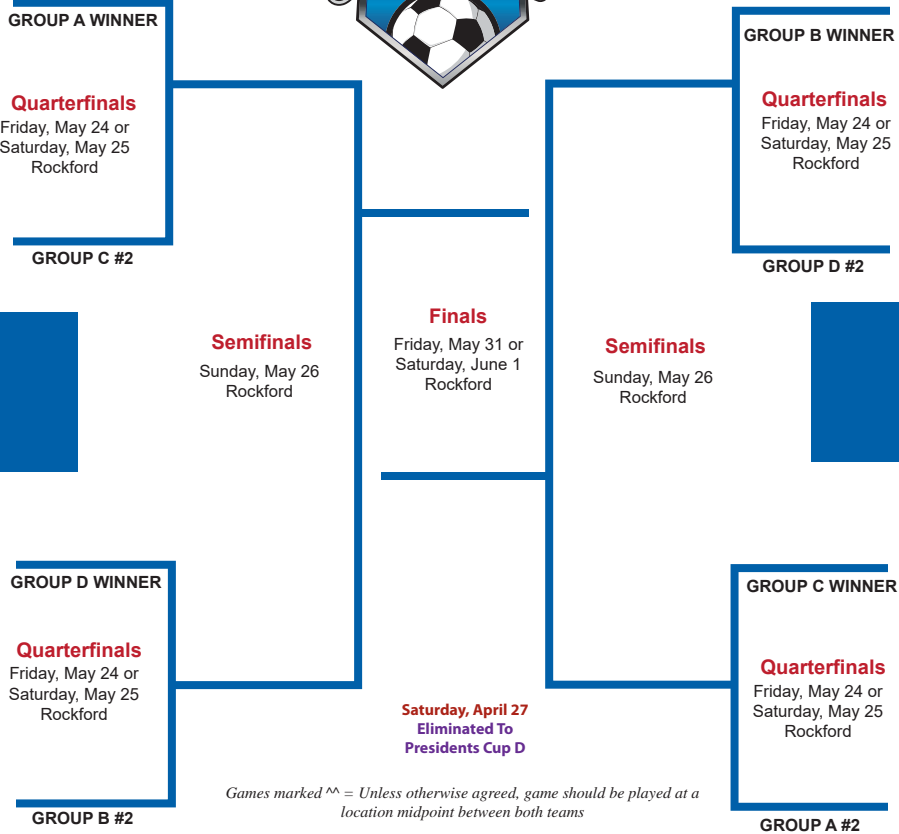 GROUP A WINNER
Quarterfinals
Friday, May 24 or
Saturday, May 25
Rockford
GROUP C #2
GROUP B WINNER
Quarterfinals
Friday, May 24 or
Saturday, May 25
Rockford
GROUP D #2
Semifinals
Sunday, May 26
Rockford
Finals
Friday, May 31 or
Saturday, June 1
Rockford
Semifinals
Sunday, May 26
Rockford
GROUP D WINNER
Quarterfinals
Friday, May 24 or
Saturday, May 25
Rockford
GROUP B #2
GROUP C WINNER
Quarterfinals
Friday, May 24 or
Saturday, May 25
Rockford
GROUP A #2
Saturday, April 27
Eliminated To
Presidents Cup D
Games marked ^^ = Unless otherwise agreed, game should be played at a
location midpoint between both teams